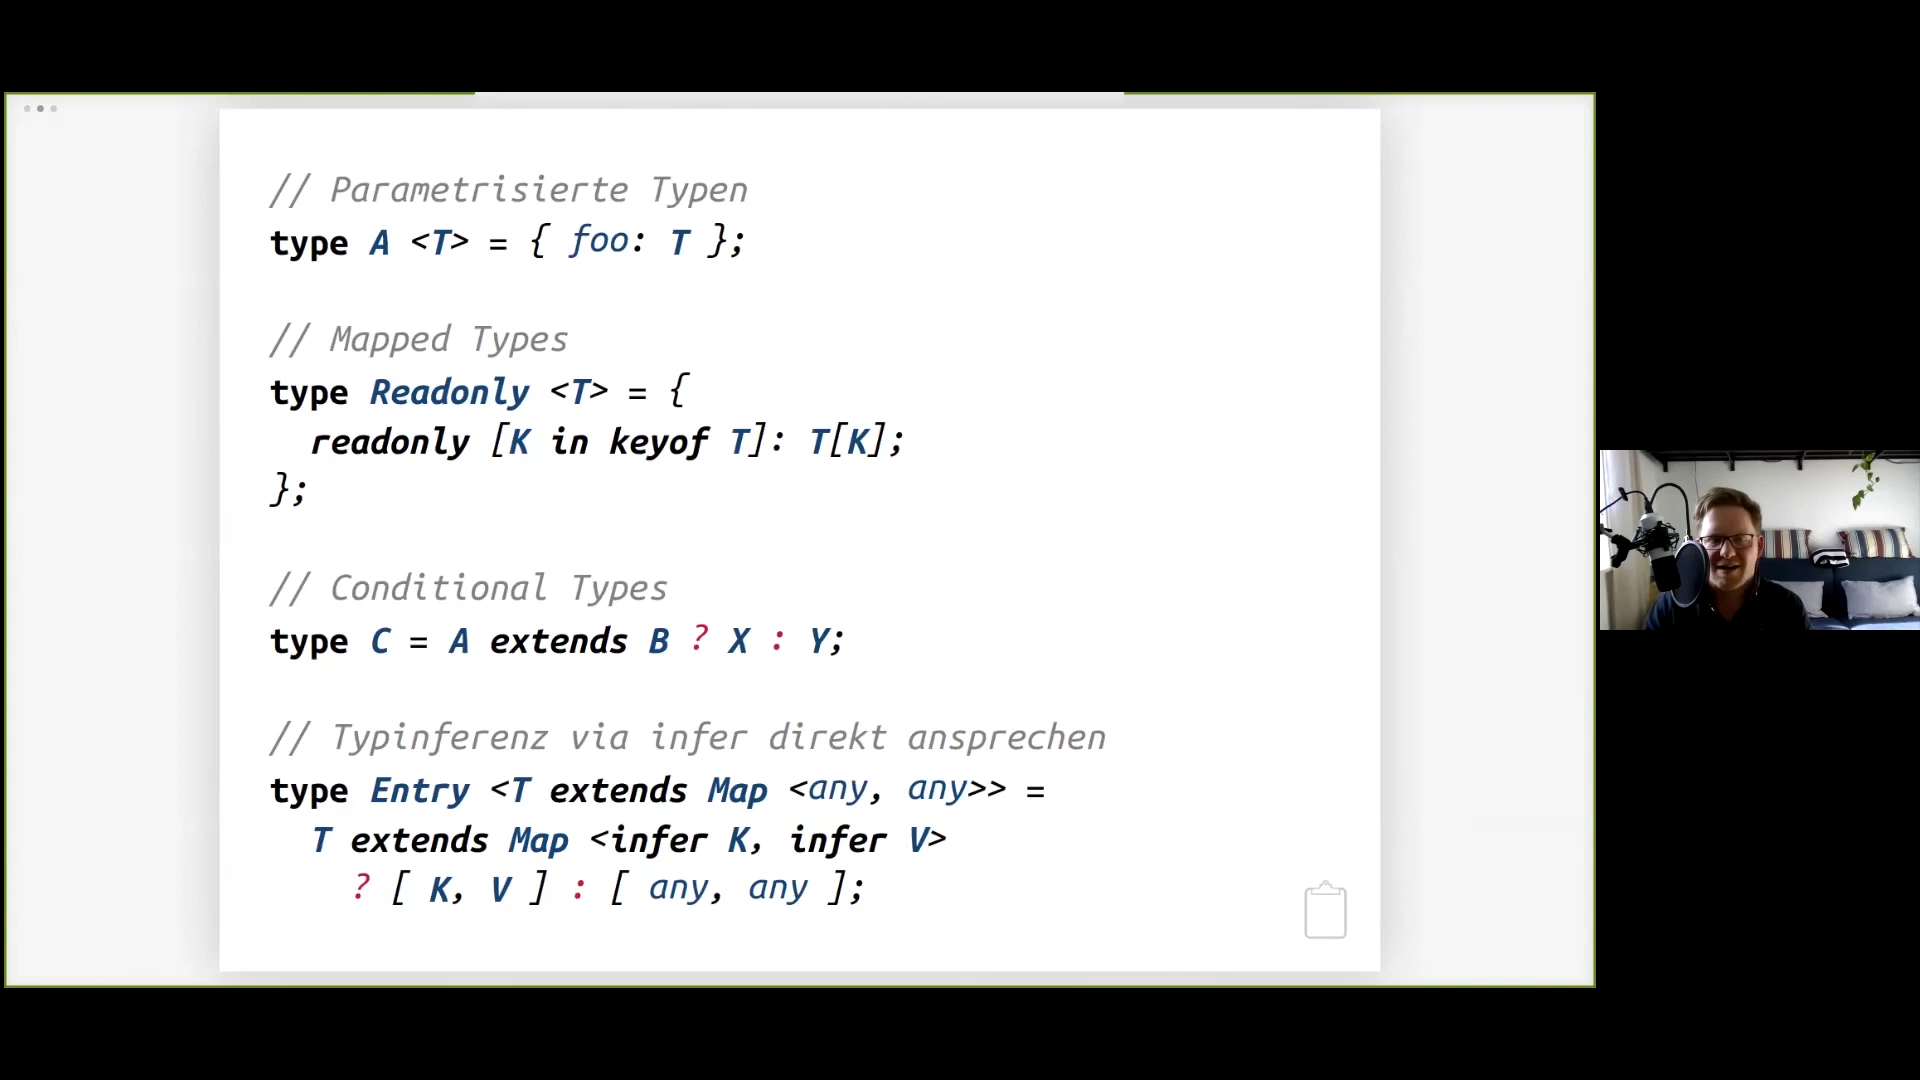 // Parametrisierte Typen
type A <T> = { foo: T };
// Mapped Types
type Readonly <T> = {
readonly [K in keyof T]: T[K];
};
// Conditional Types
type C = A extends B ? X : Y;
// Typinferenz via infer direkt ansprechen
type Entry <T extends Map <any, any>> =
T extends Map <infer K, infer V>
? [ K, V ] : [ any, any ];